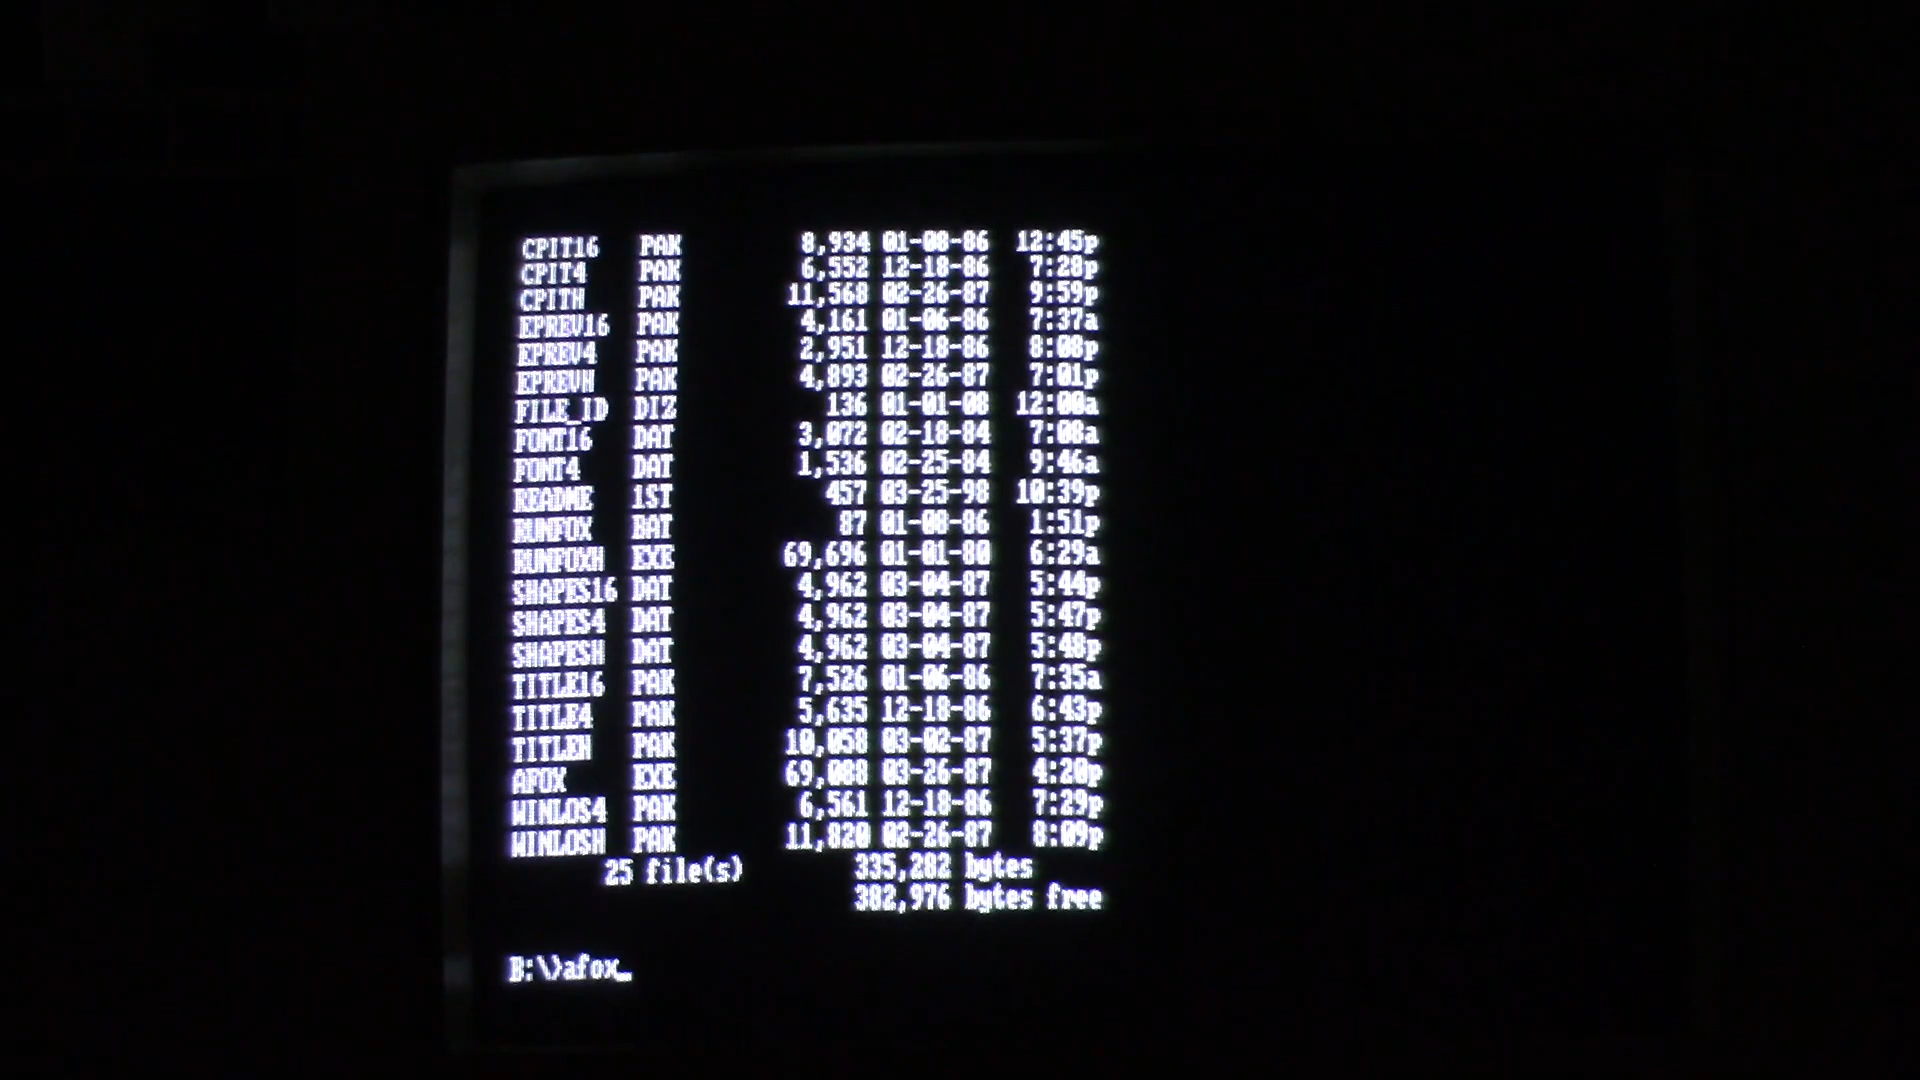 CPIT16 PAK 8,934 01-08-86 12:45p
CPIT4 PAK 6,552 12-18-86 7:28p
CPITH PAK 11,568 02-26-87 9:59p
EPREV16 PAK 4,161 01-06-86 7:37a
EPREV4 PAK 2,951 12-18-86 8:08p
EPREVH PAK 4,893 02-26-87 7:01p
FILE_ID DIZ 136 01-01-08 12:00a
FONT16 DAT 3,072 02-18-84 7:08a
FONT4 DAT 1,536 02-25-84 9:46a
README 1ST 457 03-25-98 10:39p
RUNFOX BAT 87 01-08-86 1:51p
RUNFOXH EXE 69,696 01-01-80 6:29a
SHAPES16 DAT 4,962 03-04-87 5:44p
SHAPES4 DAT 4,962 03-04-87 5:47p
SHAPESH DAT 4,962 03-04-87 5:48p
TITLE16 PAK 7,526 01-06-86 7:35a
TITLE4 PAK 5,635 12-18-86 6:43p
TITLEH PAK 10,058 03-02-87 5:37p
AFOX EXE 69,088 03-26-87 4:20p
WINLOS4 PAK 6,561 12-18-86 7:29p
WINLOSH PAK 11,820 02-26-87 8:09p
25 file(s) 335,282 bytes
382,976 bytes free
B:\>afox_